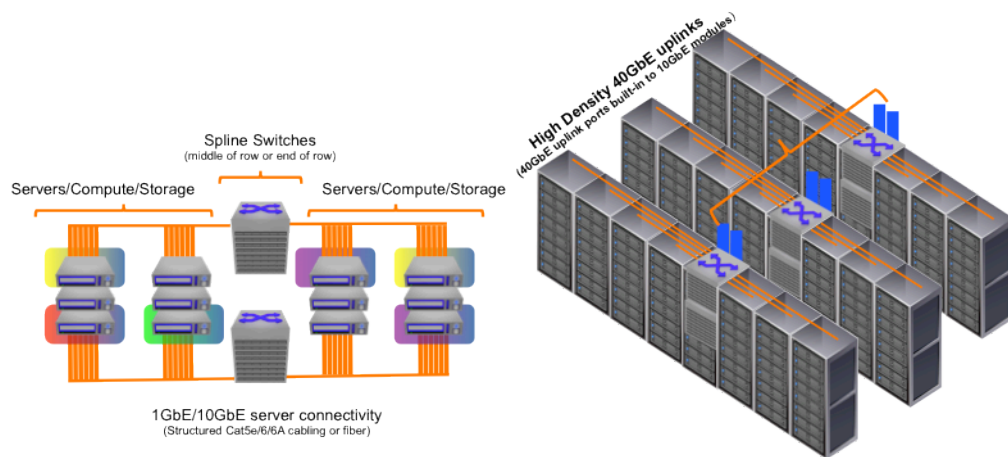 Spline Switches
(middle of row or end of row)
Servers/Compute/Storage
Servers/Compute/Storage
1GbE/10GbE server connectivity
(Structured Cat5e/6/6A cabling or fiber)
High Density 40GbE uplinks
(40GbE uplink ports built-in to 10GbE modules)